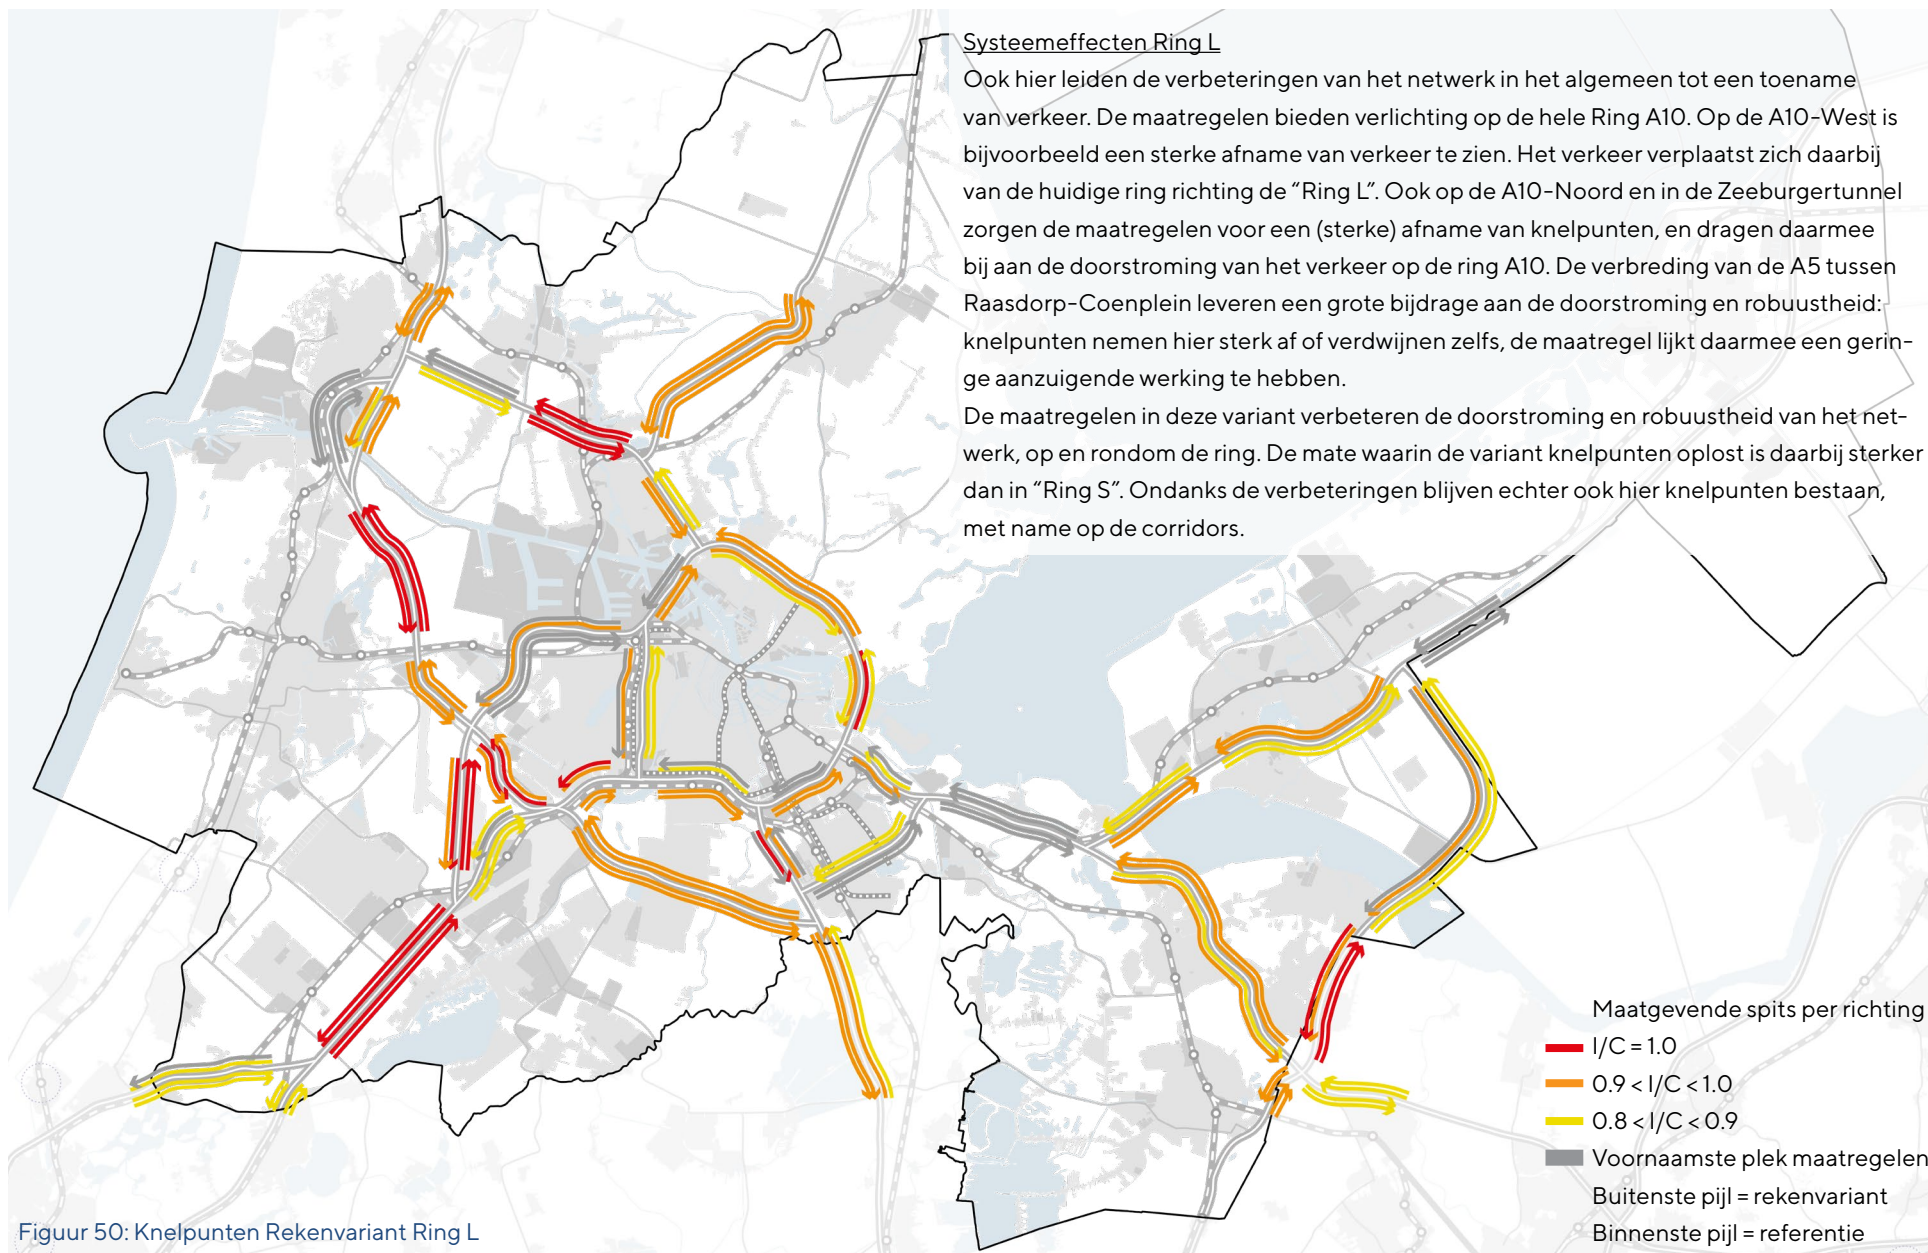 Systeemeffecten Ring L
Ook hier leiden de verbeteringen van het netwerk in het algemeen tot een toename
van verkeer. De maatregelen bieden verlichting op de hele Ring A10. Op de A10-West is
bijvoorbeeld een sterke afname van verkeer te zien. Het verkeer verplaatst zich daarbij
van de huidige ring richting de “Ring L”. Ook op de A10-Noord en in de Zeeburgertunnel
zorgen de maatregelen voor een (sterke) afname van knelpunten, en dragen daarmee
bij aan de doorstroming van het verkeer op de ring A10. De verbreding van de A5 tussen
Raasdorp-Coenplein leveren een grote bijdrage aan de doorstroming en robuustheid:
knelpunten nemen hier sterk af of verdwijnen zelfs, de maatregel lijkt daarmee een gerin-
ge aanzuigende werking te hebben.
De maatregelen in deze variant verbeteren de doorstroming en robuustheid van het net-
werk, op en rondom de ring. De mate waarin de variant knelpunten oplost is daarbij sterker
dan in “Ring S”. Ondanks de verbeteringen blijven echter ook hier knelpunten bestaan,
met name op de corridors.
Maatgevende spits per richting
I/C = 1.0
0.9 < I/C < 1.0
0.8 < I/C < 0.9
Voornaamste plek maatregelen
Buitenste pijl = rekenvariant
Binnenste pijl = referentie
Figuur 50: Knelpunten Rekenvariant Ring L